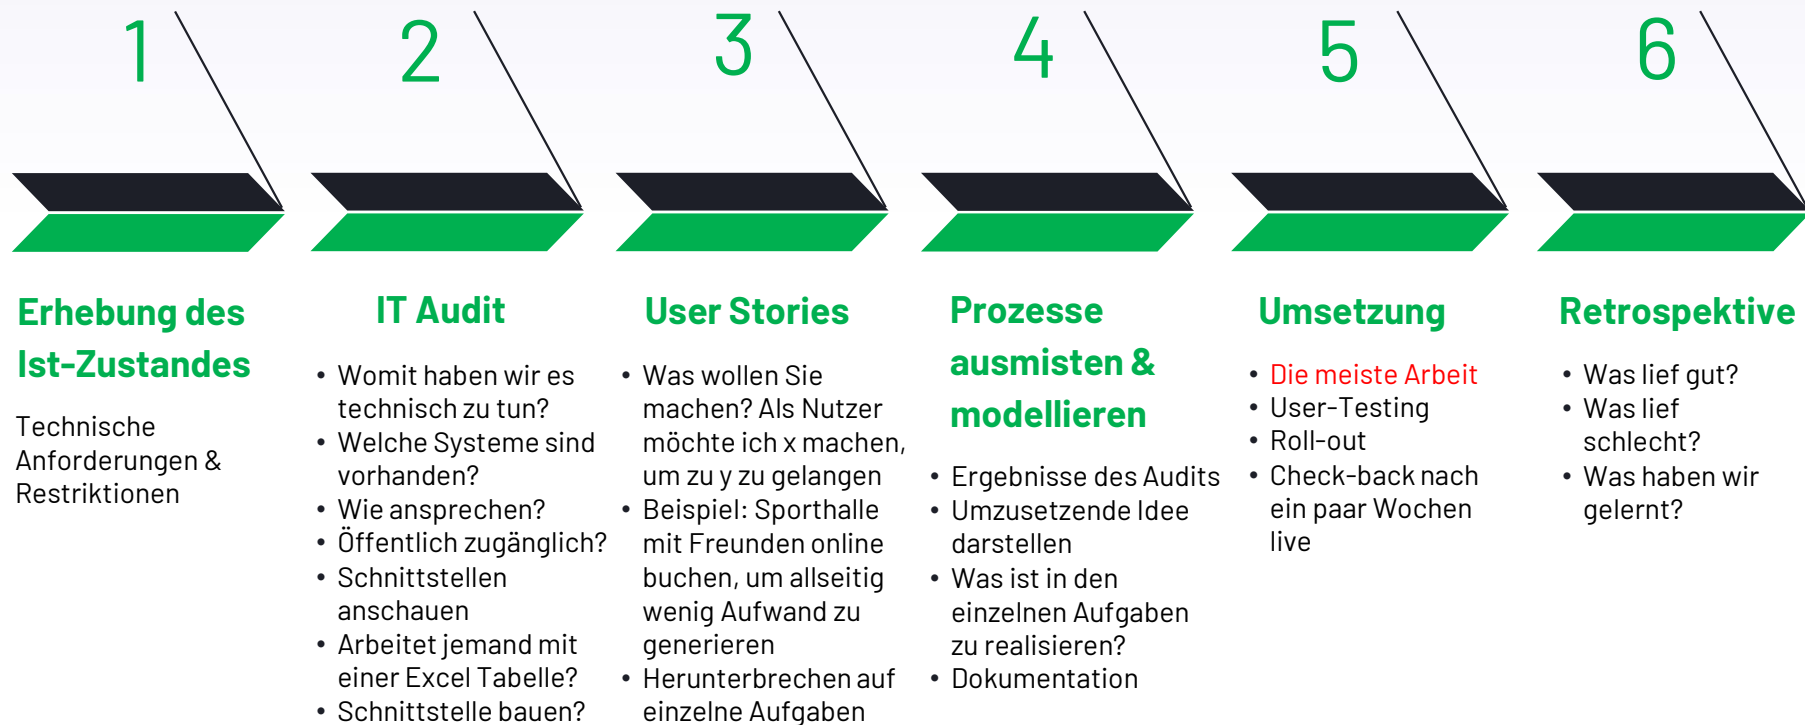 1
2
3
4
5
6
Erhebung des
Ist-Zustandes
Technische
Anforderungen &
Restriktionen
IT Audit
• Womit haben wir es
technisch zu tun?
• Welche Systeme sind
vorhanden?
• Wie ansprechen?
• Öffentlich zugänglich?
• Schnittstellen
anschauen
• Arbeitet jemand mit
einer Excel Tabelle?
• Schnittstelle bauen?
User Stories
• Was wollen Sie
machen? Als Nutzer
möchte ich x machen,
um zu y zu gelangen
• Beispiel: Sporthalle
mit Freunden online
buchen, um allseitig
wenig Aufwand zu
generieren
• Herunterbrechen auf
einzelne Aufgaben
Prozesse
ausmisten &
modellieren
• Ergebnisse des Audits
• Umzusetzende Idee
darstellen
• Was ist in den
einzelnen Aufgaben
zu realisieren?
• Dokumentation
Umsetzung
• Die meiste Arbeit
• User-Testing
• Roll-out
• Check-back nach
ein paar Wochen
live
Retrospektive
• Was lief gut?
• Was lief
schlecht?
• Was haben wir
gelernt?